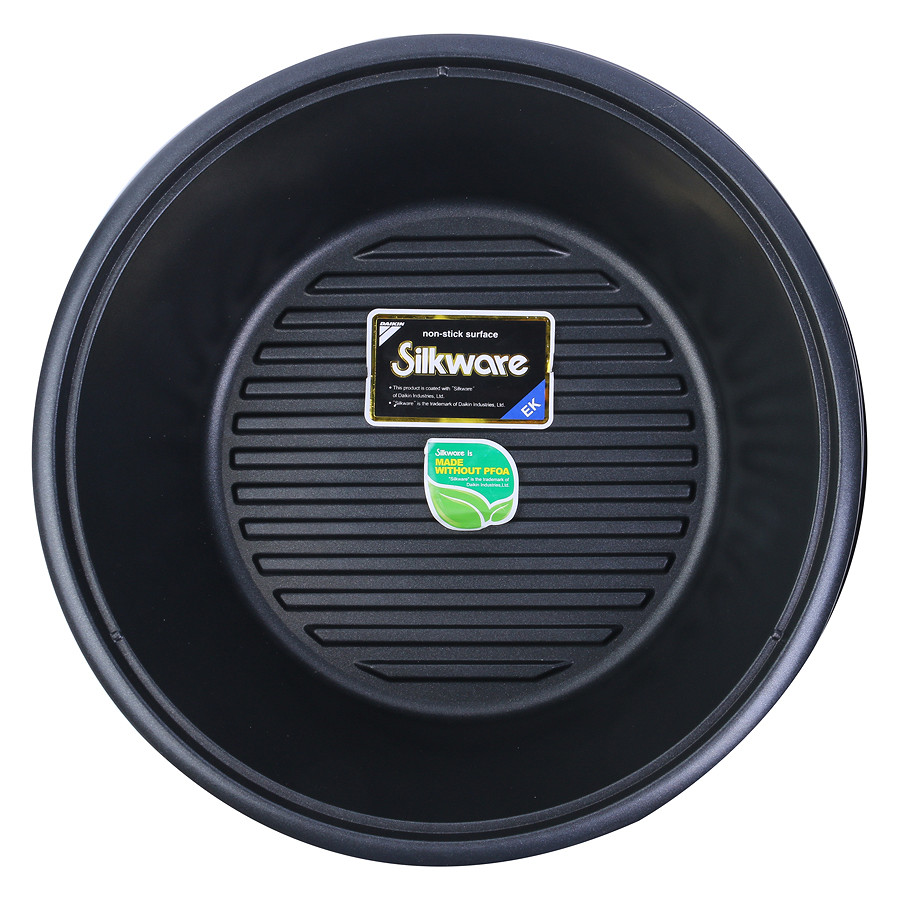 DAIKIN
non-stick surface
Silkware
• This product is coated with "Silkware"
of Daikin Industries, Ltd.
• "Silkware" is the trademark of Daikin Industries, Ltd.
EK
Silkware is
MADE
WITHOUT PFOA
"Silkware" is the trademark of
Daikin Industries,Ltd.